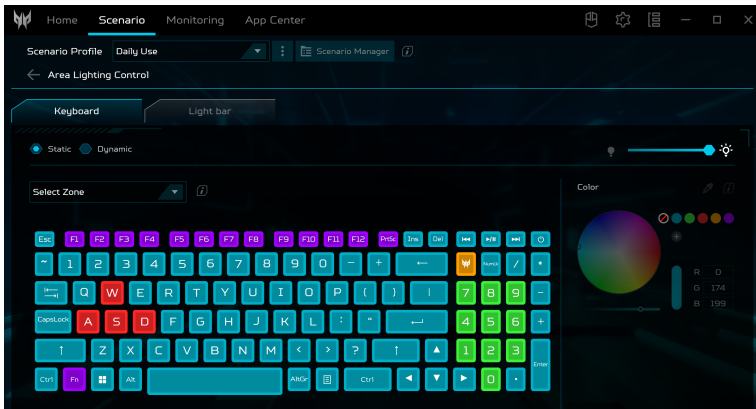 Home Scenario Monitoring App Center
Scenario Profile Daily Use Scenario Manager
Area Lighting Control
Keyboard Light bar
Static Dynamic
Select Zone
Color
Esc F1 F2 F3 F4 F5 F6 F7 F8 F9 F10 F11 F12 PrtSc Ins Del
~ 1 2 3 4 5 6 7 8 9 0 - + ← NumLk / *
Q W E R T Y U I O P { } | 7 8 9 -
CapsLock A S D F G H J K L : " 4 5 6 +
↑ Z X C V B N M < > ? ↑ ▲ 1 2 3 Enter
Ctrl Fn Alt AltGr Ctrl ◀ ▼ ▶ 0 .
R 0
G 174
B 199